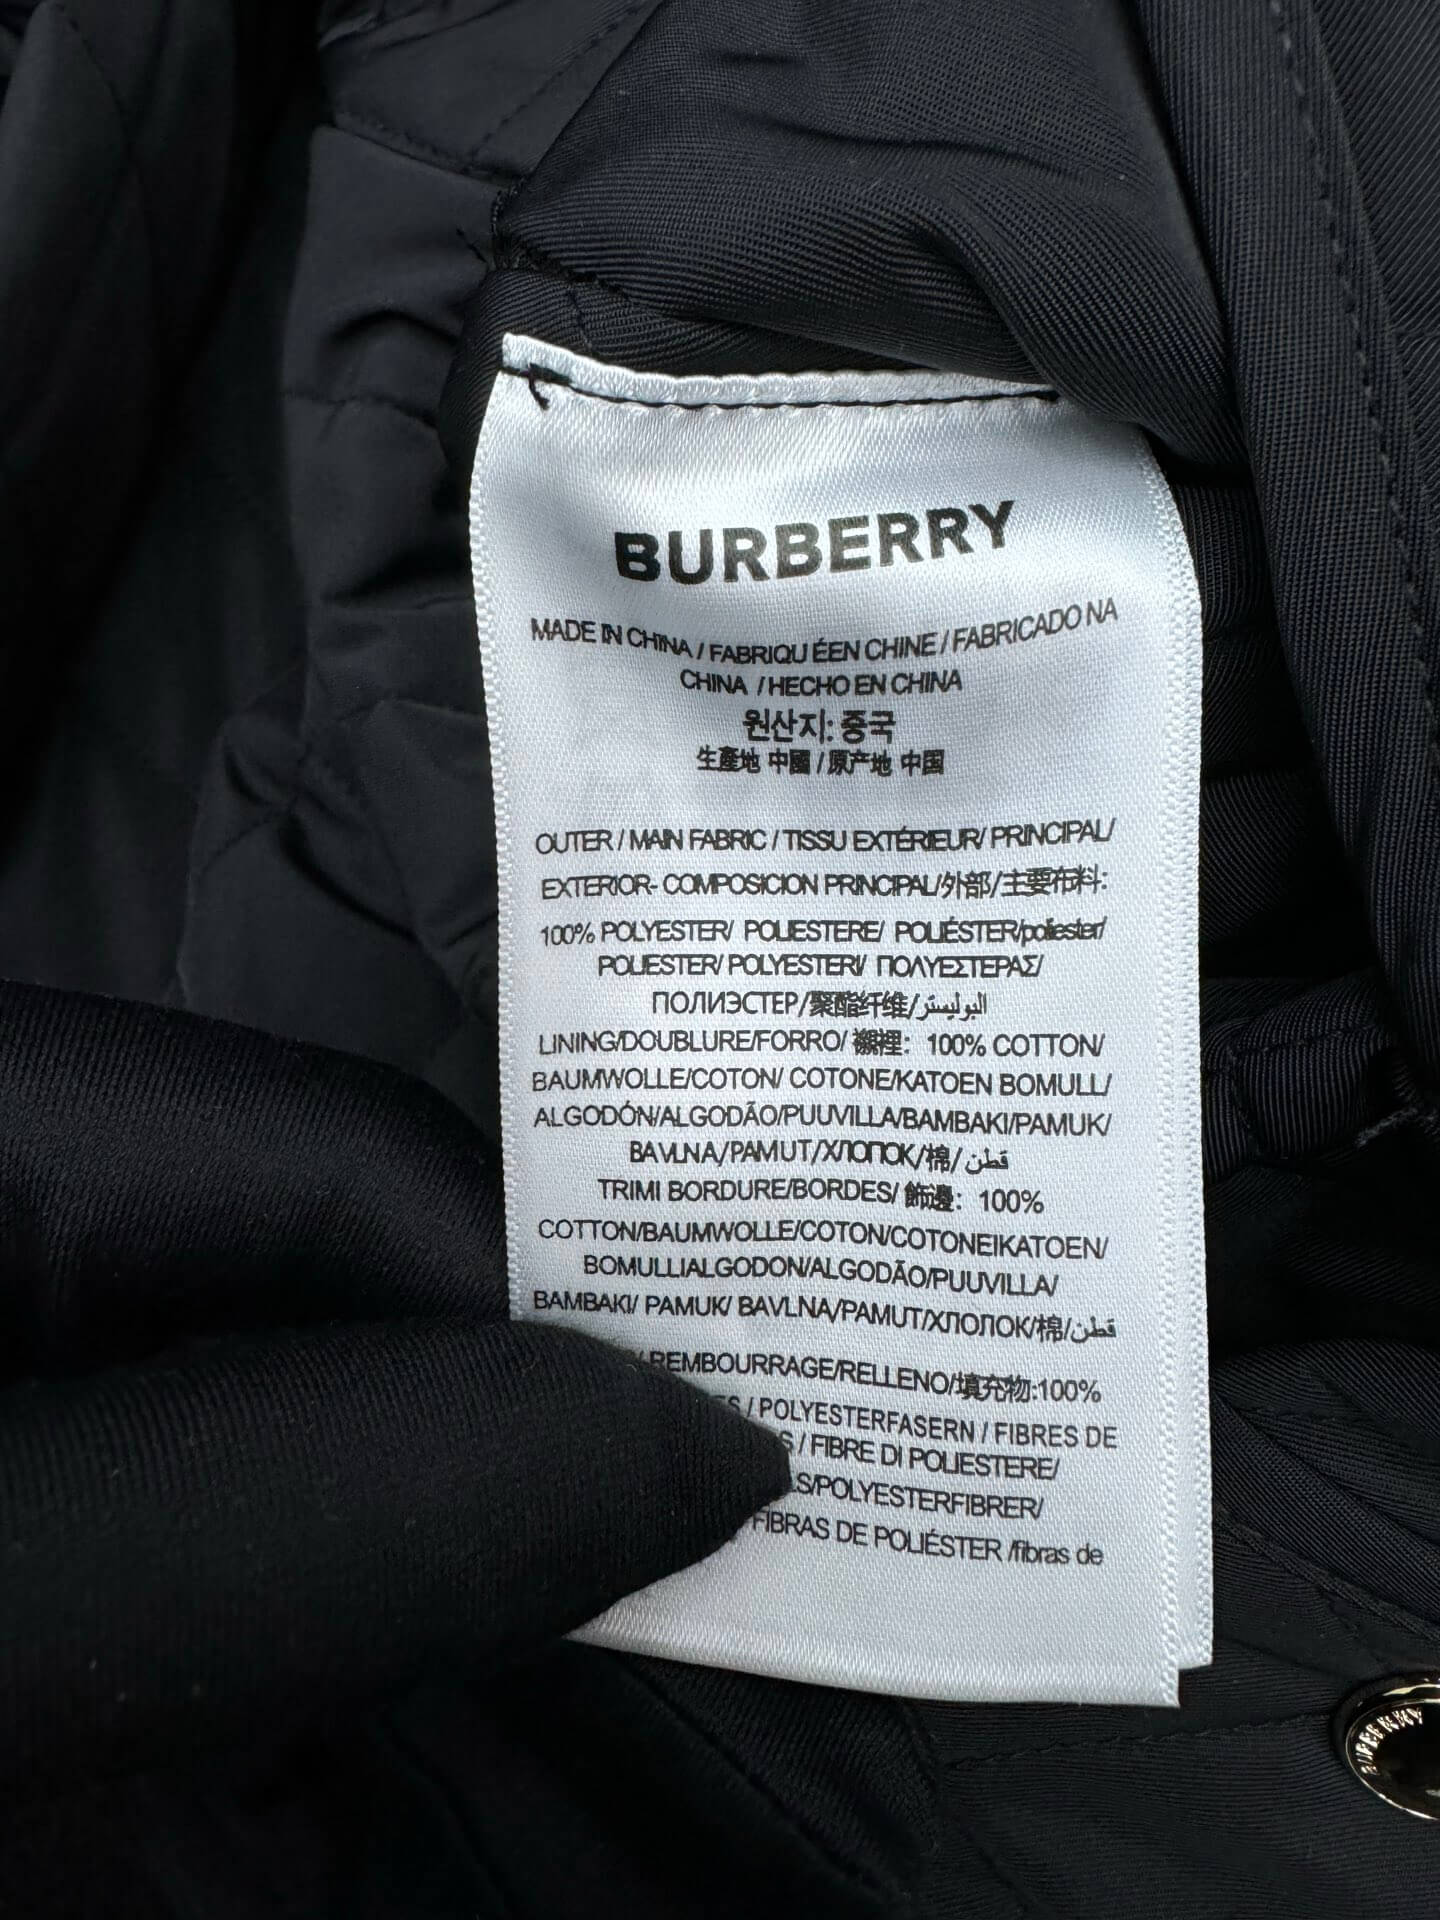 BURBERRY
MADE IN CHINA / FABRIQU ÉEN CHINE / FABRICADO NA
CHINA / HECHO EN CHINA
원산지: 중국
生產地 中國 / 原产地 中国
OUTER / MAIN FABRIC / TISSU EXTÉRIEUR/ PRINCIPAL/
EXTERIOR- COMPOSICION PRINCIPAL/外部/主要布料:
100% POLYESTER/ POLIESTERE/ POLIÉSTER/poliester/
POLIESTER/ POLYESTERI/ ΠΟΛΥΕΣΤΕΡΑΣ/
ПОЛИЭСТЕР/聚酯纤维/البوليستر
LINING/DOUBLURE/FORRO/ 襯裡: 100% COTTON/
BAUMWOLLE/COTON/ COTONE/KATOEN BOMULL/
ALGODÓN/ALGODÃO/PUUVILLA/BAMBAKI/PAMUK/
BAVLNA/PAMUT/ХЛОПОК/棉/قطن
TRIMI BORDURE/BORDES/ 飾邊: 100%
COTTON/BAUMWOLLE/COTON/COTONEIKATOEN/
BOMULLIALGODON/ALGODÃO/PUUVILLA/
BAMBAKI/ PAMUK/ BAVLNA/PAMUT/ХЛОПОК/棉/قطن
/ REMBOURRAGE/RELLENO/填充物:100%
/ POLYESTERFASERN / FIBRES DE
/ FIBRE DI POLIESTERE/
/POLYESTERFIBRER/
FIBRAS DE POLIÉSTER /fibras de
BURBERRY